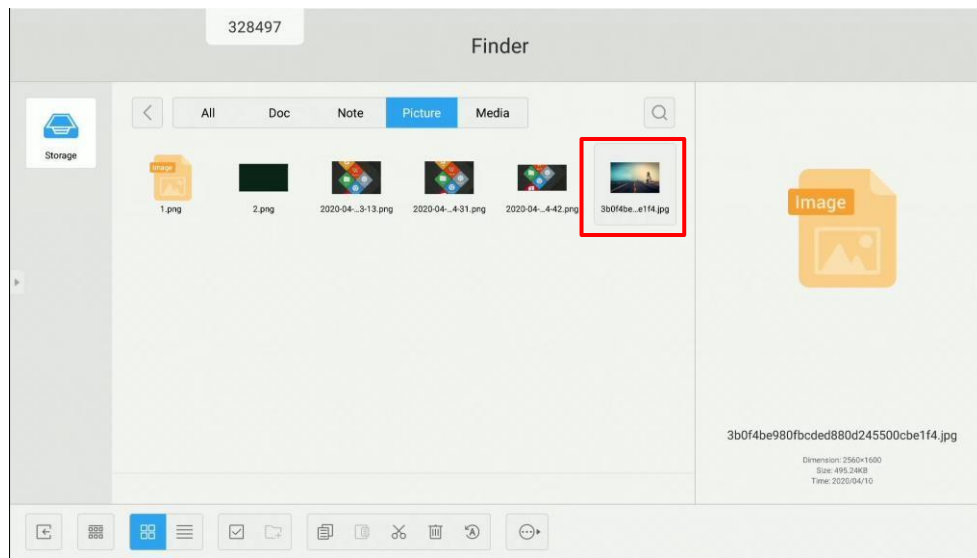 328497
Finder
Storage
All
Doc
Note
Picture
Media
Image
1.png
2.png
2020-04-..3-13.png
2020-04-..4-31.png
2020-04-..4-42.png
3b0f4be...e1f4.jpg
Image
3b0f4be980fbcded880d245500cbe1f4.jpg
Dimension: 2560×1600
Size: 495.24KB
Time: 2020/04/10
A